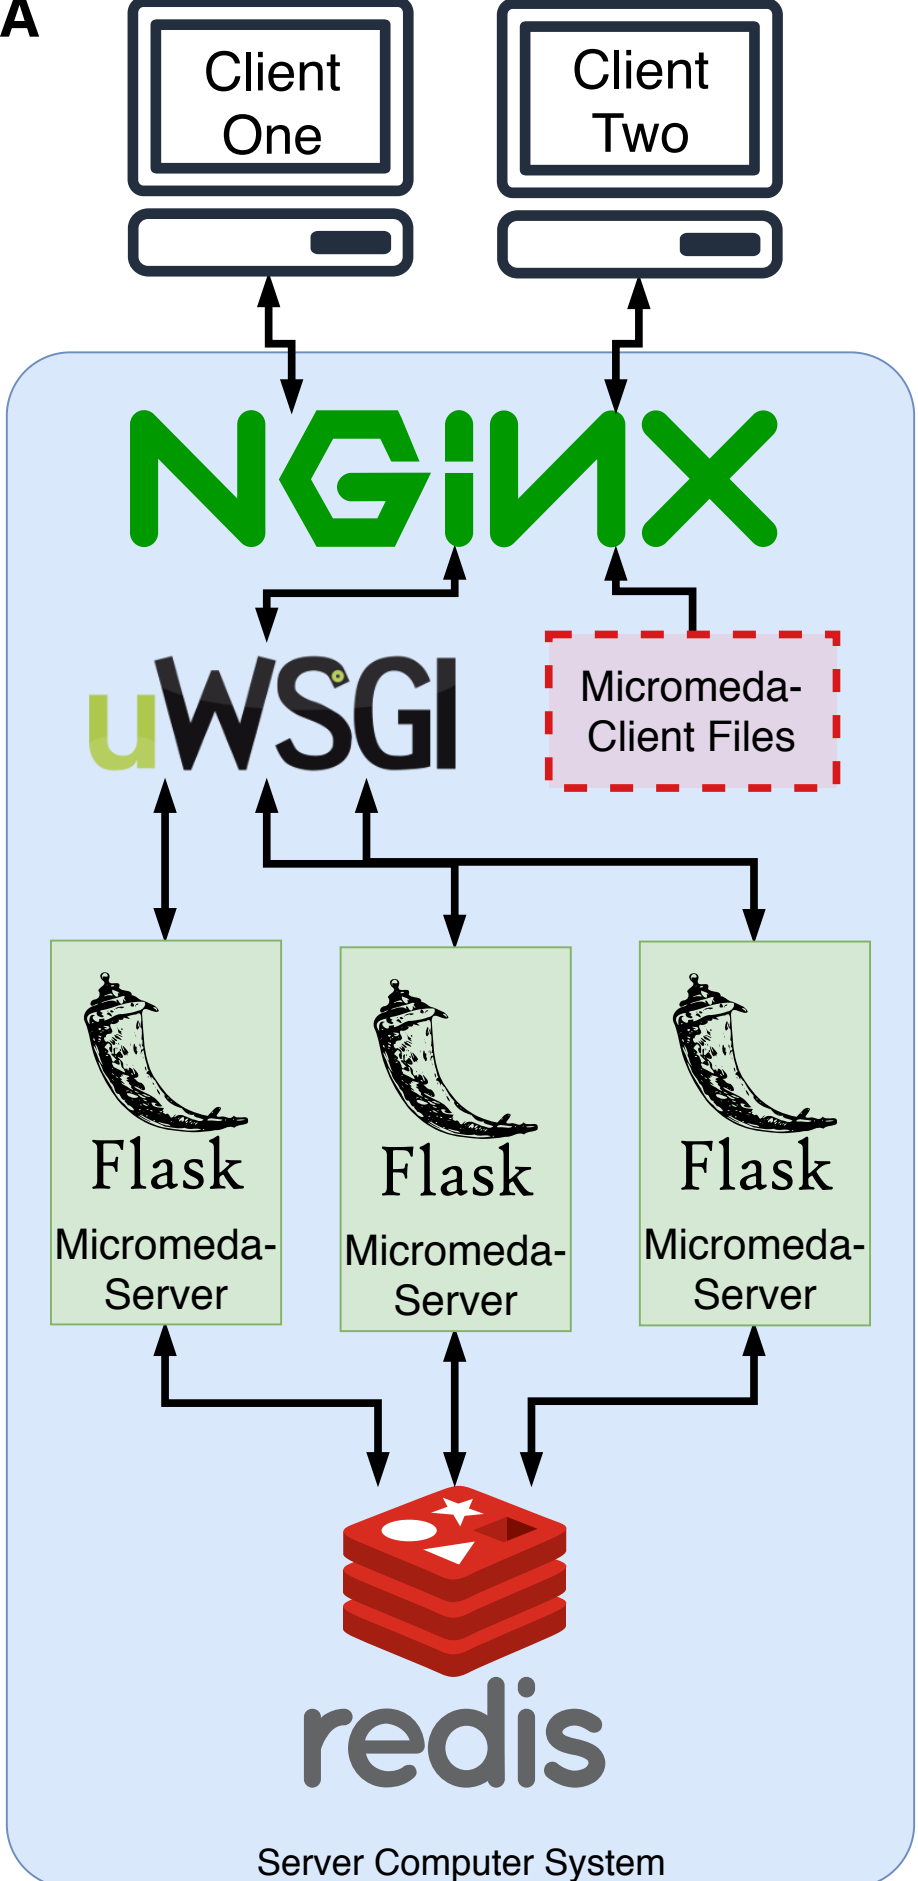 A
Client
One
Client
Two
NGiNX
uWSGI
Micromeda-
Client Files
Flask
Micromeda-
Server
Flask
Micromeda-
Server
Flask
Micromeda-
Server
redis
Server Computer System